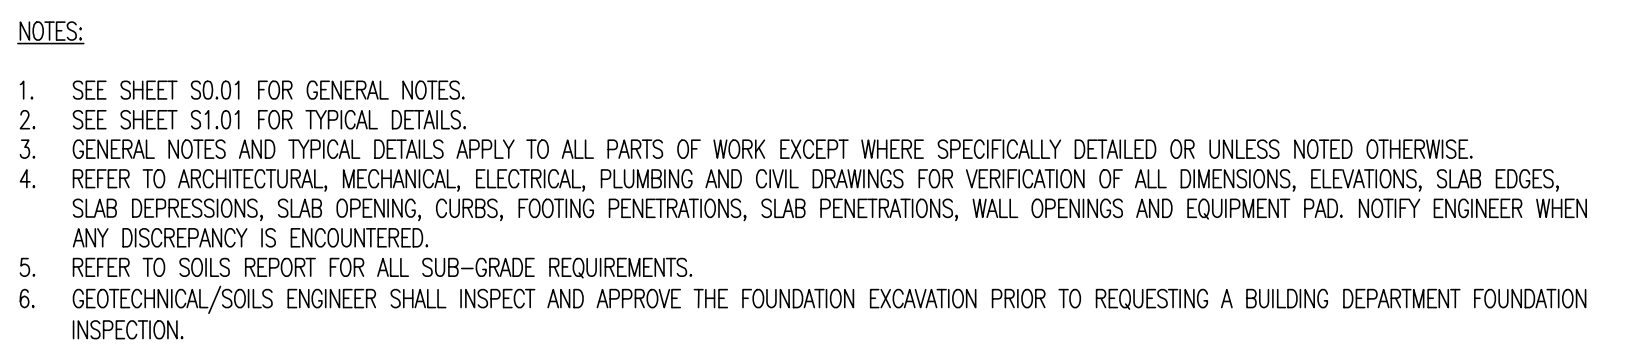 NOTES:
1. SEE SHEET S0.01 FOR GENERAL NOTES.
2. SEE SHEET S1.01 FOR TYPICAL DETAILS.
3. GENERAL NOTES AND TYPICAL DETAILS APPLY TO ALL PARTS OF WORK EXCEPT WHERE SPECIFICALLY DETAILED OR UNLESS NOTED OTHERWISE.
4. REFER TO ARCHITECTURAL, MECHANICAL, ELECTRICAL, PLUMBING AND CIVIL DRAWINGS FOR VERIFICATION OF ALL DIMENSIONS, ELEVATIONS, SLAB EDGES,
SLAB DEPRESSIONS, SLAB OPENING, CURBS, FOOTING PENETRATIONS, SLAB PENETRATIONS, WALL OPENINGS AND EQUIPMENT PAD. NOTIFY ENGINEER WHEN
ANY DISCREPANCY IS ENCOUNTERED.
5. REFER TO SOILS REPORT FOR ALL SUB-GRADE REQUIREMENTS.
6. GEOTECHNICAL/SOILS ENGINEER SHALL INSPECT AND APPROVE THE FOUNDATION EXCAVATION PRIOR TO REQUESTING A BUILDING DEPARTMENT FOUNDATION
INSPECTION.